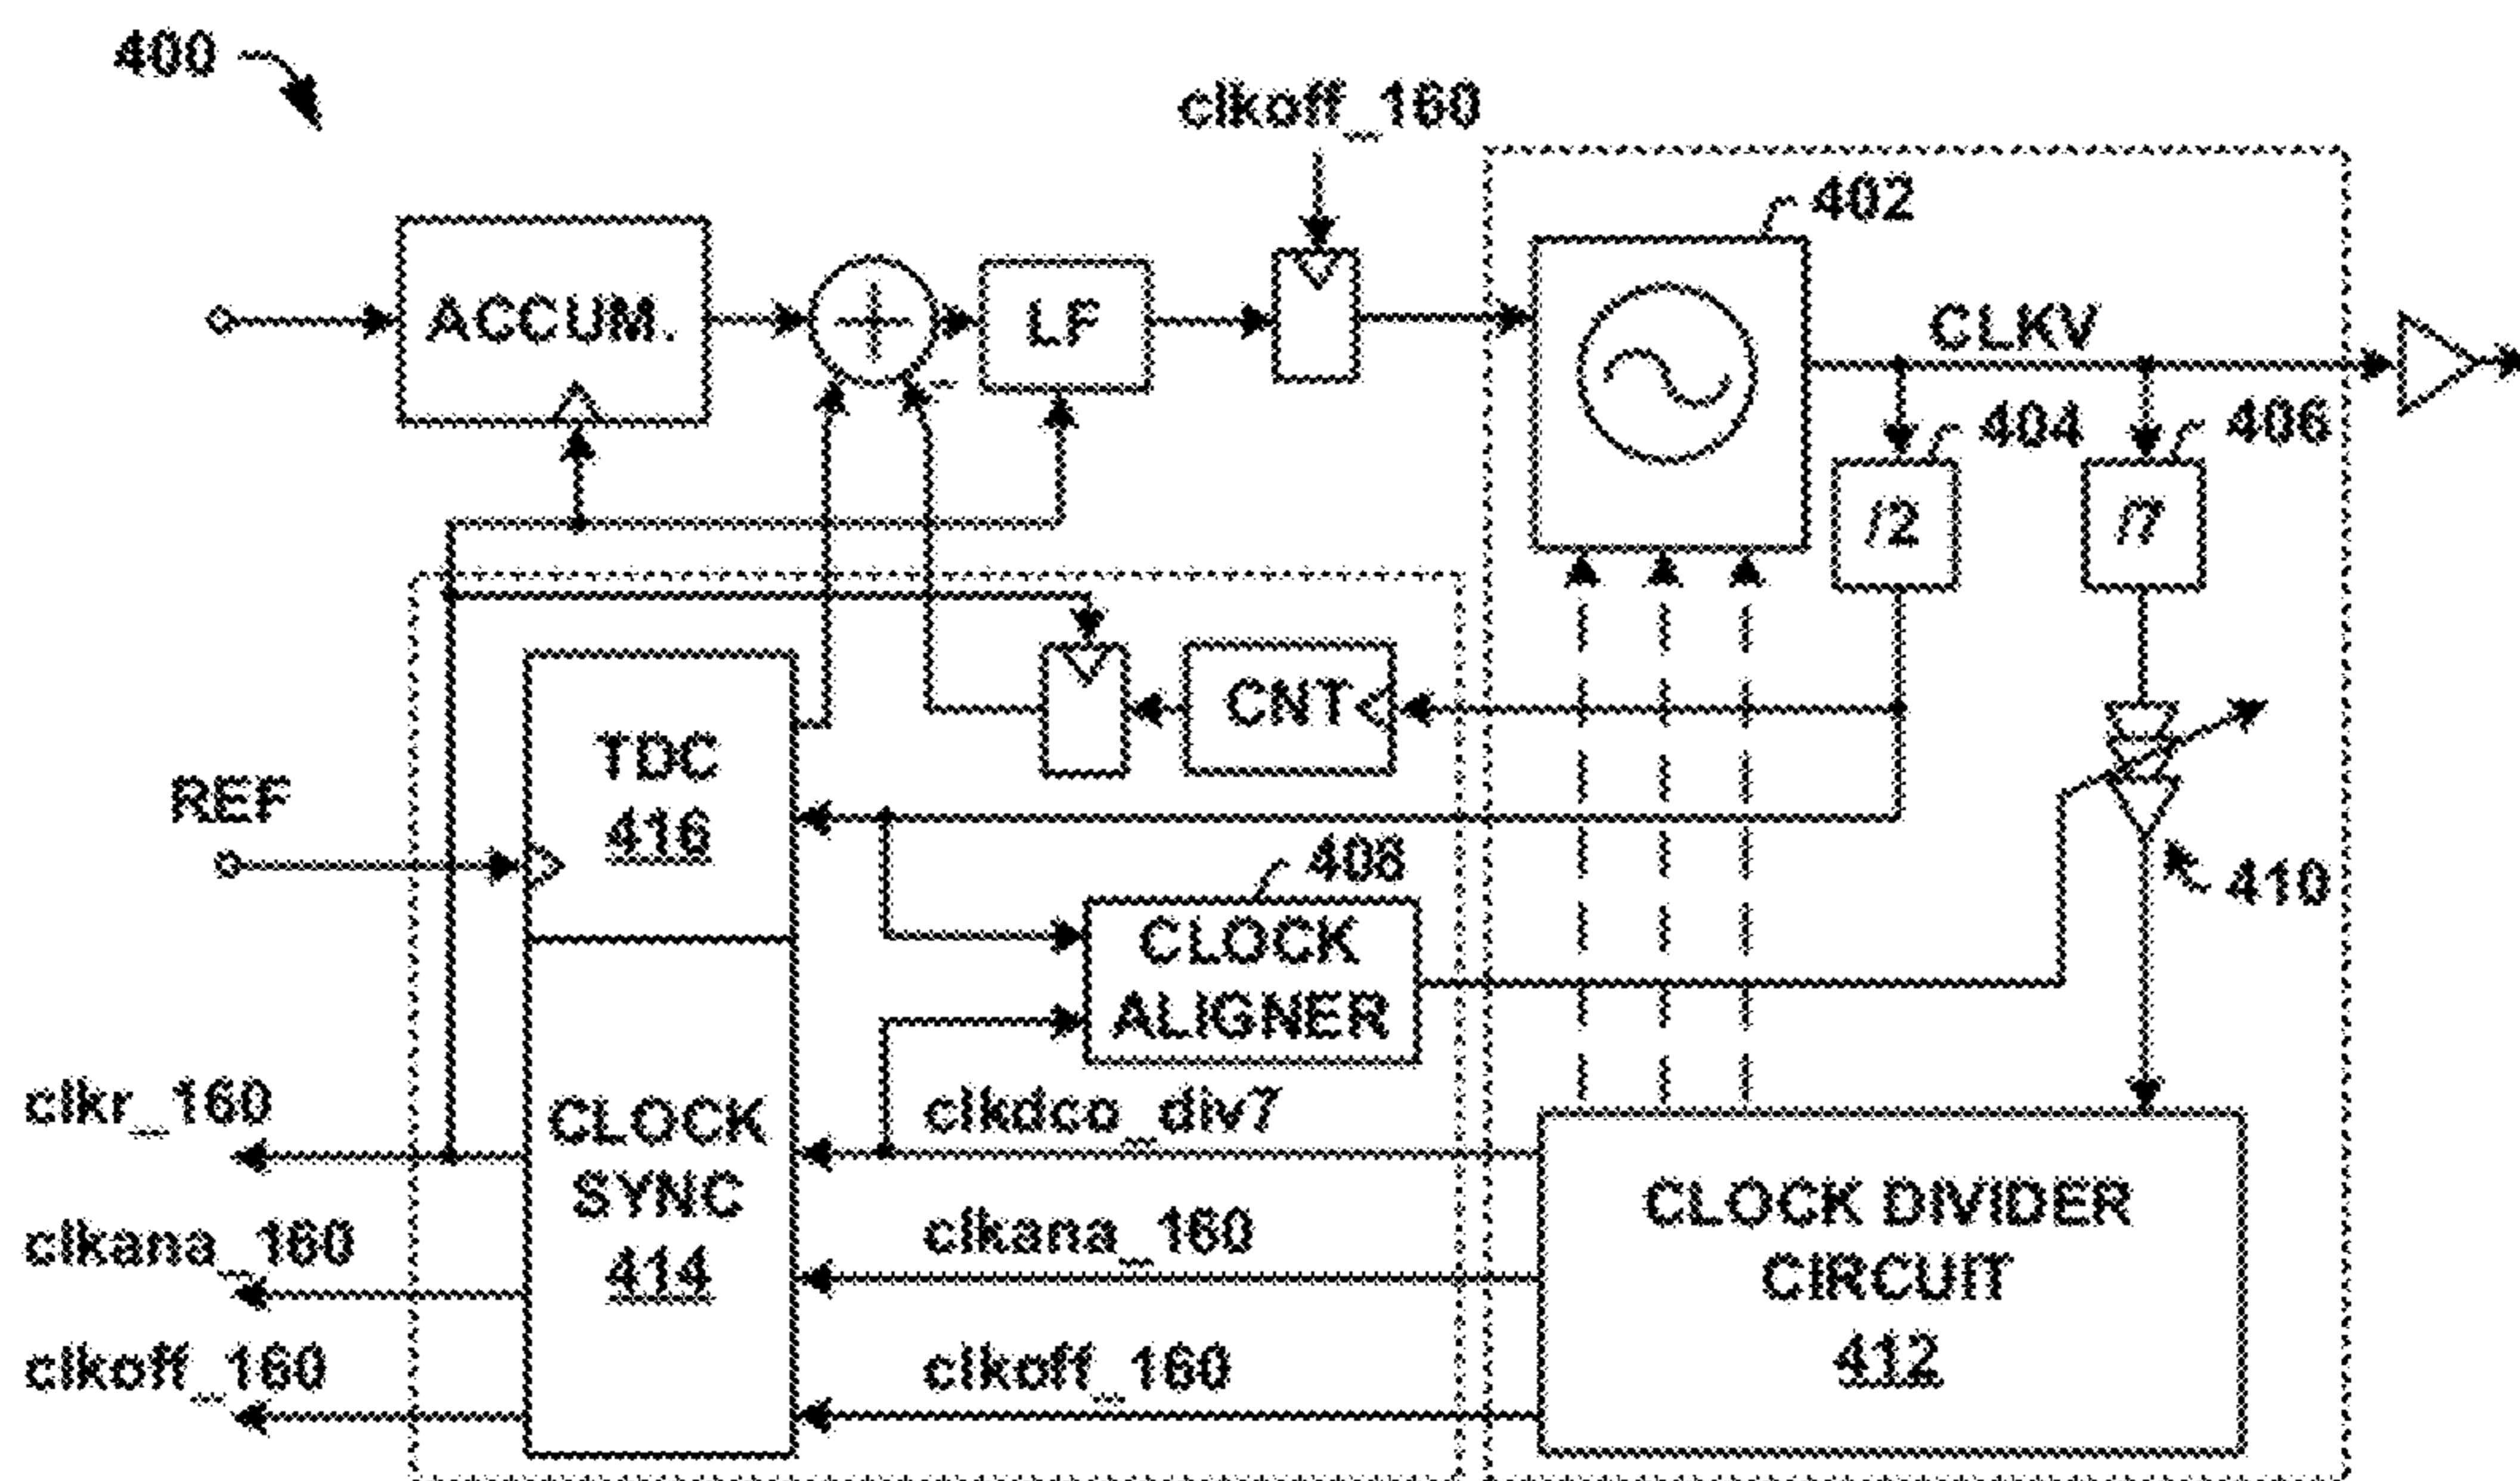 400
clkoff_160
402
ACCUM.
LF
CLKV
404
406
/2
/7
CNT
TDC
416
REF
408
410
CLOCK
ALIGNER
clkr_160
clkdco_div7
CLOCK
SYNC
414
clkana_160
clkana_160
CLOCK DIVIDER
CIRCUIT
412
clkoff_160
clkoff_160